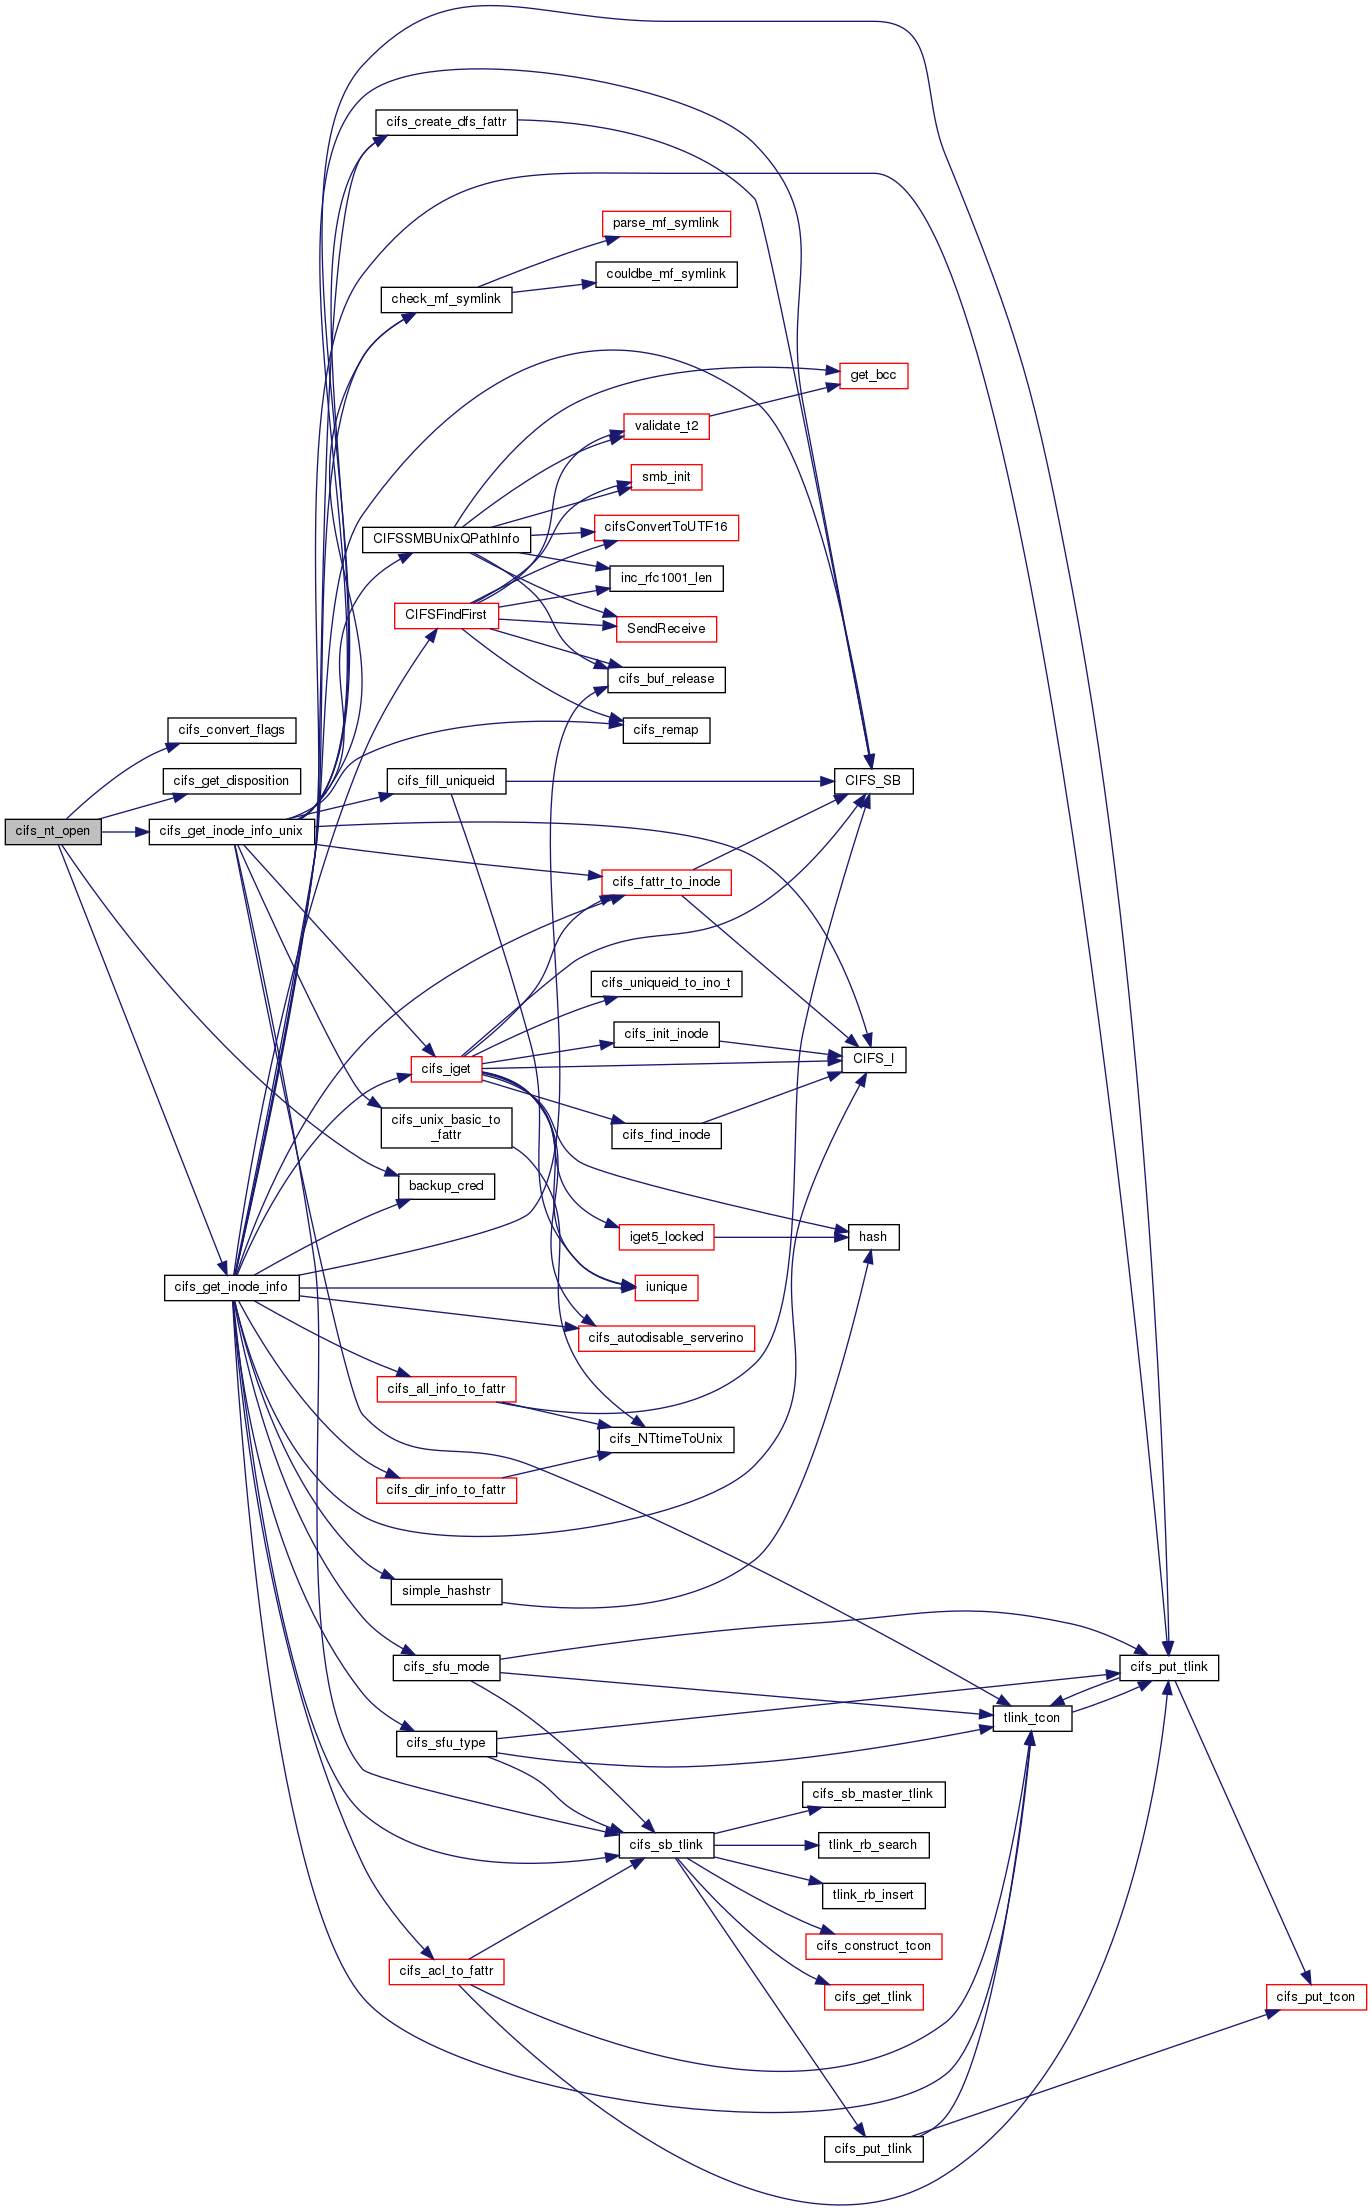 cifs_create_dfs_fattr
parse_mf_symlink
couldbe_mf_symlink
check_mf_symlink
get_bcc
validate_t2
smb_init
cifsConvertToUTF16
CIFSSMBUnixQPathInfo
inc_rfc1001_len
CIFSFindFirst
SendReceive
cifs_buf_release
cifs_convert_flags
cifs_remap
cifs_get_disposition
cifs_fill_uniqueid
CIFS_SB
cifs_nt_open
cifs_get_inode_info_unix
cifs_fattr_to_inode
cifs_uniqueid_to_ino_t
cifs_init_inode
CIFS_I
cifs_iget
cifs_unix_basic_to
_fattr
cifs_find_inode
backup_cred
iget5_locked
hash
cifs_get_inode_info
iunique
cifs_autodisable_serverino
cifs_all_info_to_fattr
cifs_NTtimeToUnix
cifs_dir_info_to_fattr
simple_hashstr
cifs_sfu_mode
cifs_put_tlink
tlink_tcon
cifs_sfu_type
cifs_sb_master_tlink
cifs_sb_tlink
tlink_rb_search
tlink_rb_insert
cifs_construct_tcon
cifs_acl_to_fattr
cifs_get_tlink
cifs_put_tcon
cifs_put_tlink